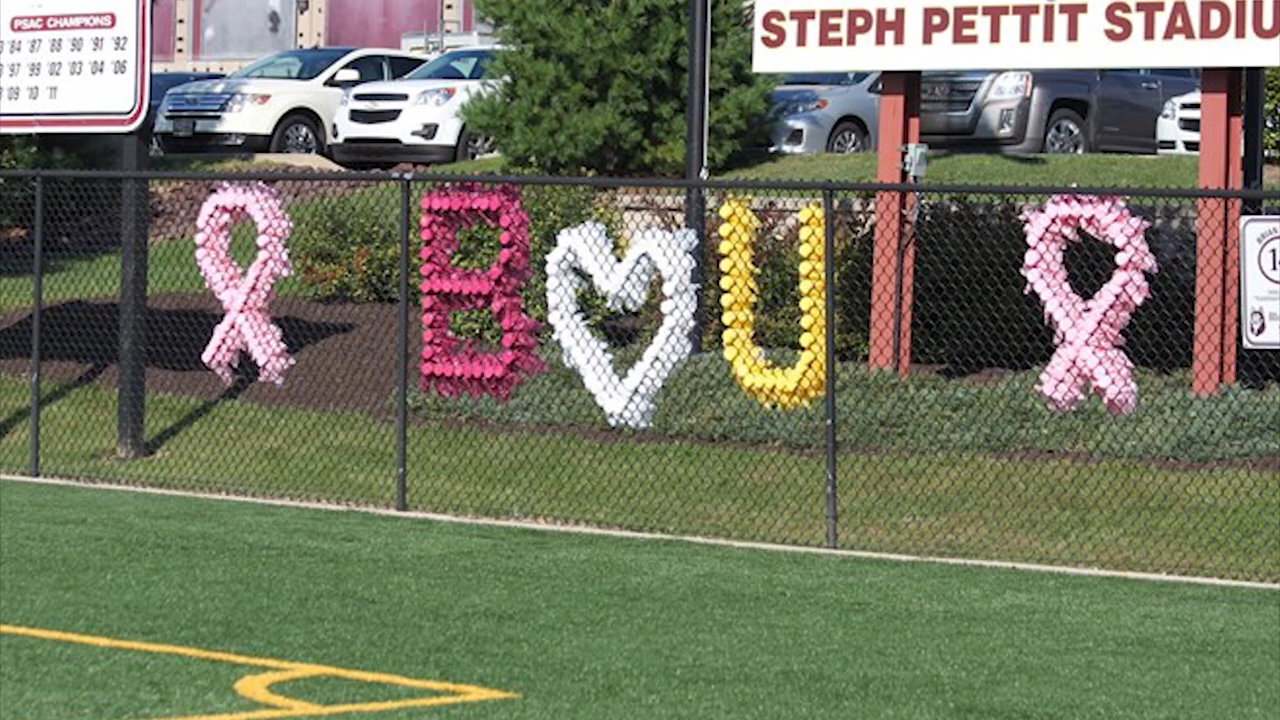 PSAC CHAMPIONS
'84 '87 '88 '90 '91 '92
'97 '99 '02 '03 '04 '06
'09 '10 '11
STEPH PETTIT STADIU
B U